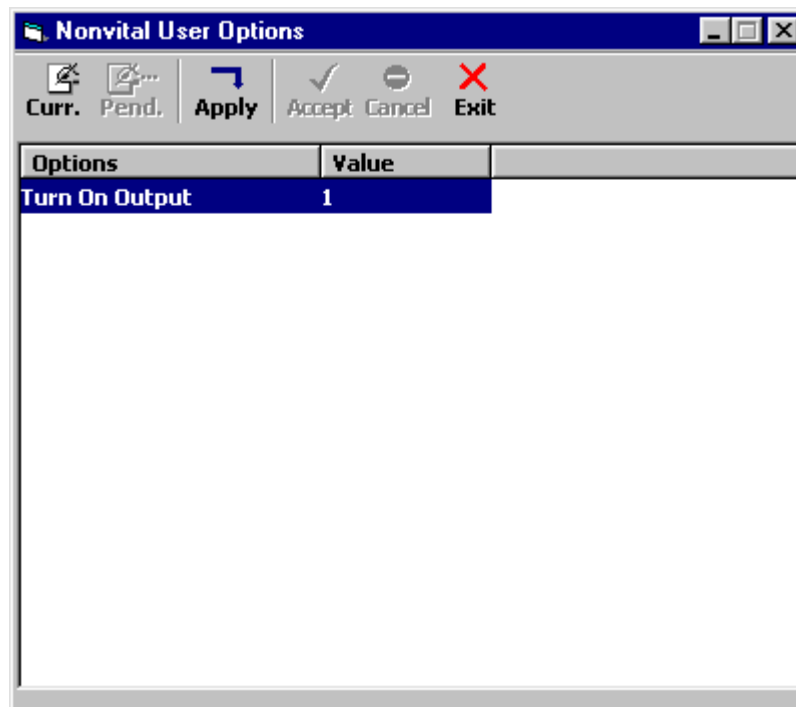 Nonvital User Options
Curr. Pend. Apply Accept Cancel Exit
Options Value
Turn On Output 1